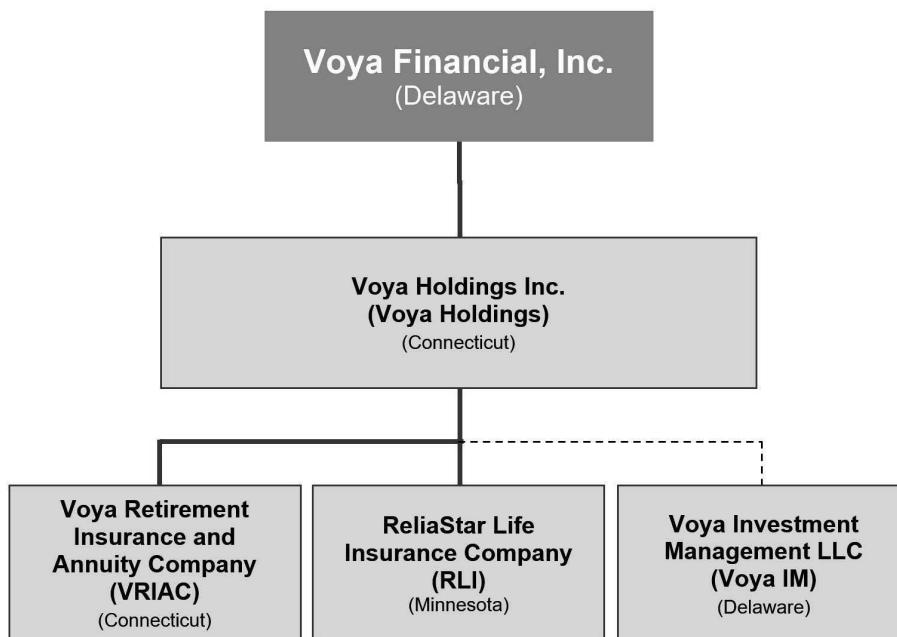 Voya Financial, Inc.
(Delaware)
Voya Holdings Inc.
(Voya Holdings)
(Connecticut)
Voya Retirement
Insurance and
Annuity Company
(VRIAC)
(Connecticut)
ReliaStar Life
Insurance Company
(RLI)
(Minnesota)
Voya Investment
Management LLC
(Voya IM)
(Delaware)